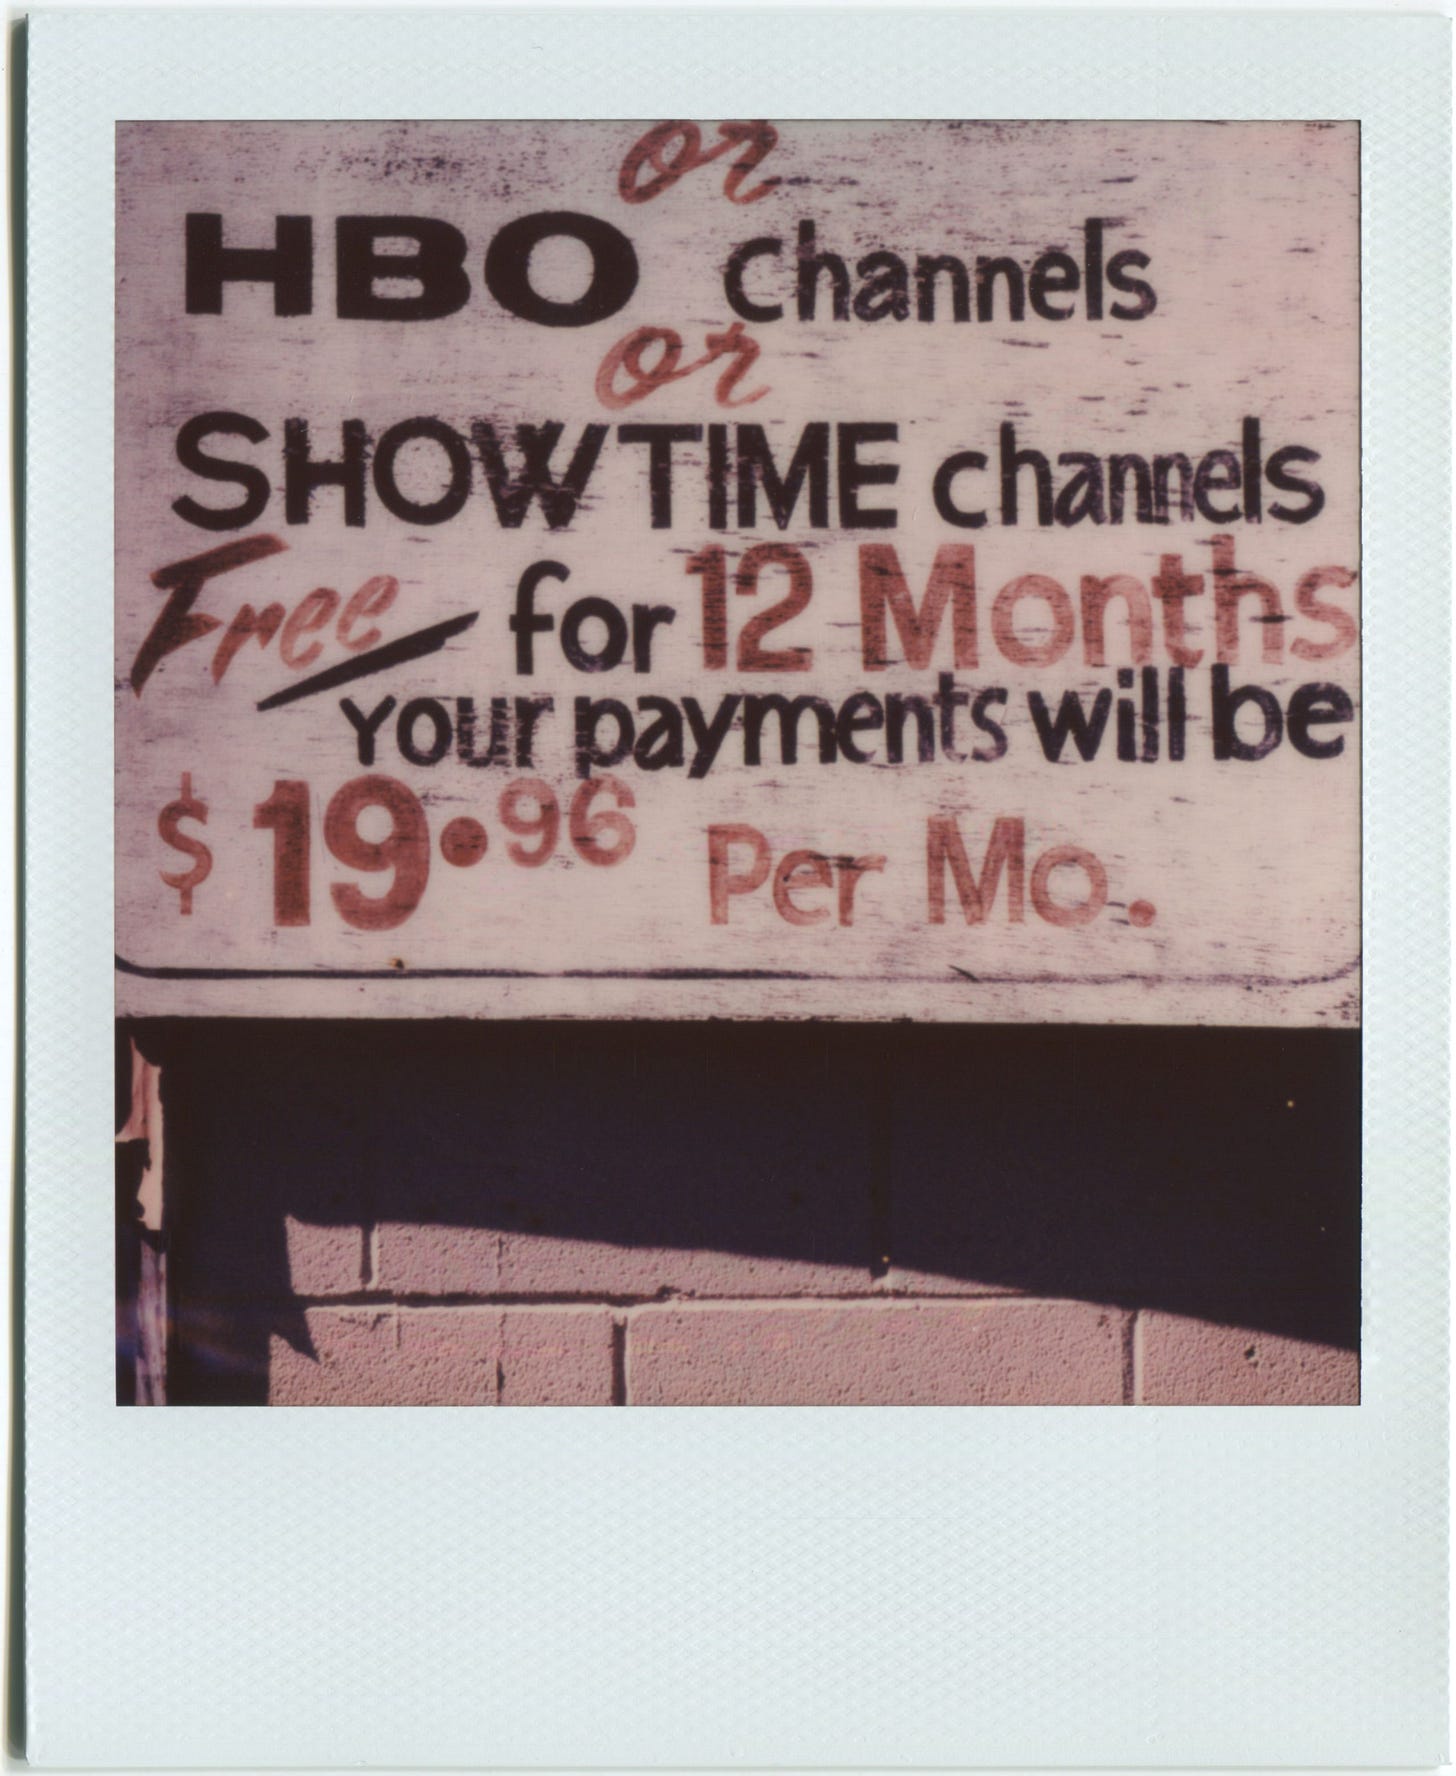 or
HBO channels
or
SHOWTIME channels
Free for 12 Months
your payments will be
$19.96 Per Mo.